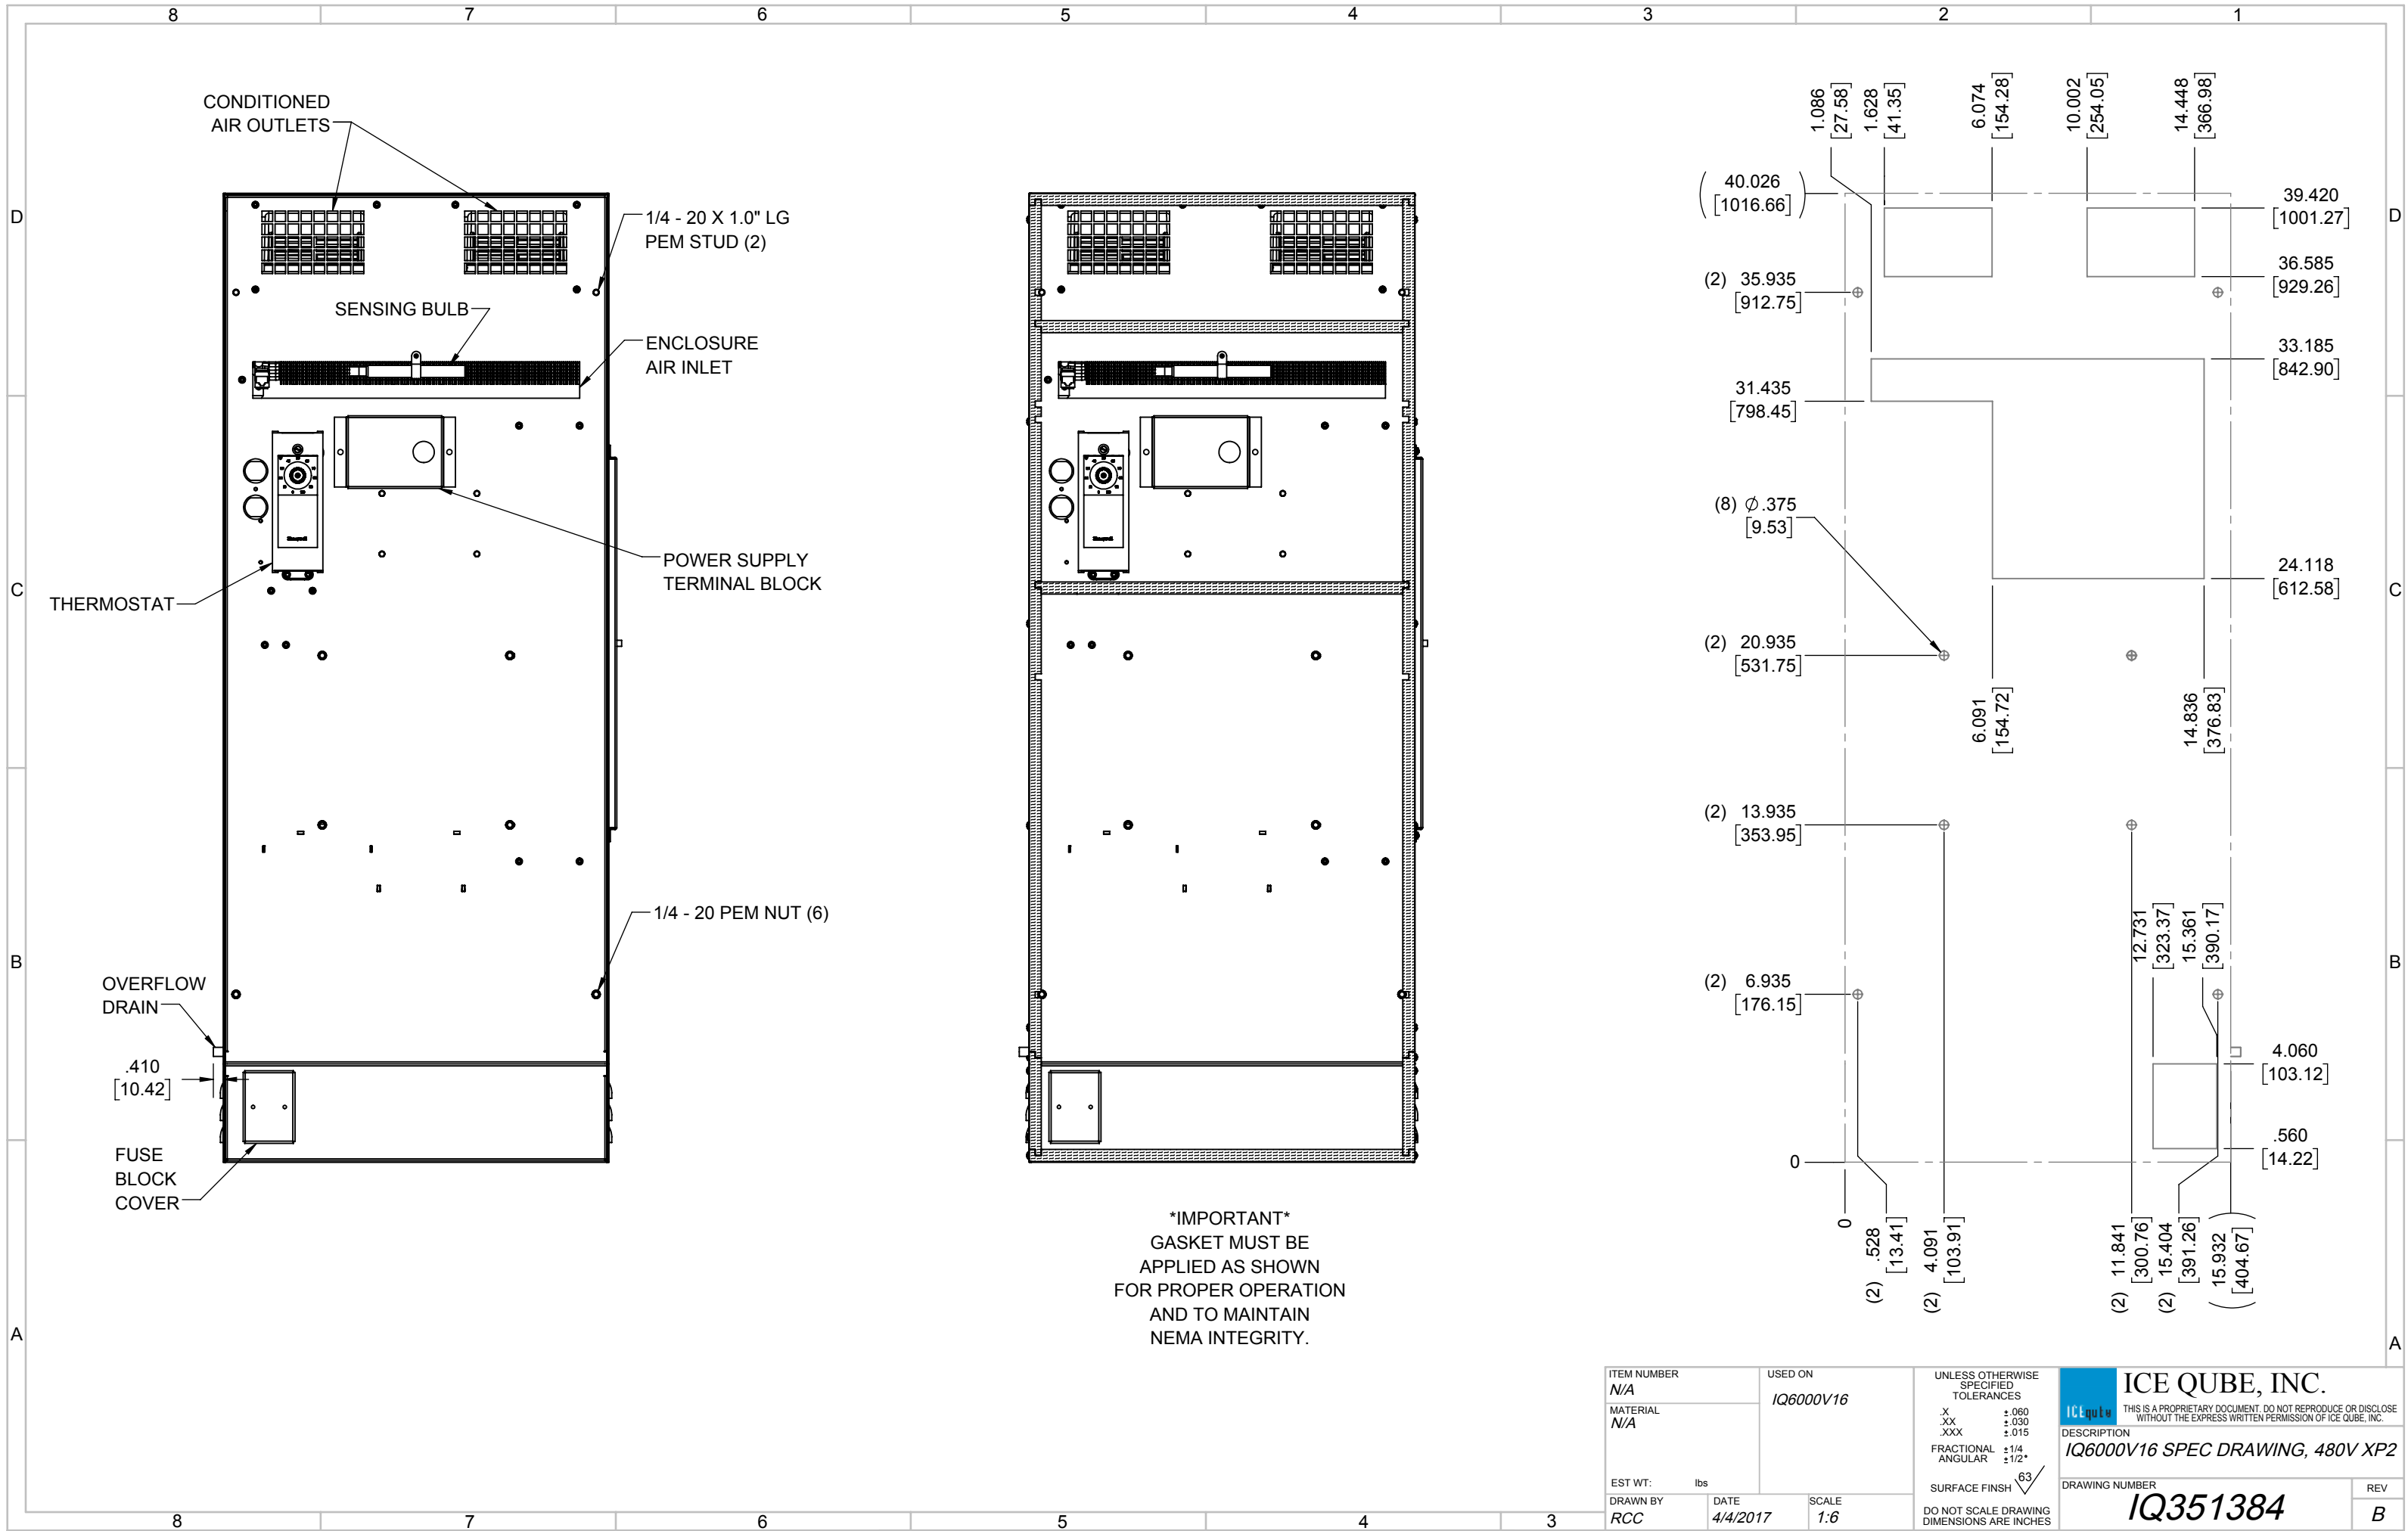 8 7 6 5 4 3 2 1
D
C
B
A
CONDITIONED
AIR OUTLETS
1/4 - 20 X 1.0" LG
PEM STUD (2)
SENSING BULB
ENCLOSURE
AIR INLET
POWER SUPPLY
TERMINAL BLOCK
THERMOSTAT
1/4 - 20 PEM NUT (6)
OVERFLOW
DRAIN
.410
[10.42]
FUSE
BLOCK
COVER
*IMPORTANT*
GASKET MUST BE
APPLIED AS SHOWN
FOR PROPER OPERATION
AND TO MAINTAIN
NEMA INTEGRITY.
1.086
[27.58]
1.628
[41.35]
6.074
[154.28]
10.002
[254.05]
14.448
[366.98]
(40.026
[1016.66])
39.420
[1001.27]
(2) 35.935
[912.75]
36.585
[929.26]
33.185
[842.90]
31.435
[798.45]
(8) Ø.375
[9.53]
24.118
[612.58]
(2) 20.935
[531.75]
6.091
[154.72]
14.836
[376.83]
(2) 13.935
[353.95]
12.731
[323.37]
15.361
[390.17]
(2) 6.935
[176.15]
4.060
[103.12]
.560
[14.22]
0
0
(2) .528
[13.41]
(2) 4.091
[103.91]
(2) 11.841
[300.76]
(2) 15.404
[391.26]
(15.932
[404.67])
D
C
B
A
ITEM NUMBER
N/A
MATERIAL
N/A
EST WT: lbs
USED ON
IQ6000V16
DRAWN BY
RCC
DATE
4/4/2017
SCALE
1:6
UNLESS OTHERWISE
SPECIFIED
TOLERANCES
.X ±.060
.XX ±.030
.XXX ±.015
FRACTIONAL ±1/4
ANGULAR ±1/2°
SURFACE FINSH 63
DO NOT SCALE DRAWING
DIMENSIONS ARE INCHES
ICEqube
ICE QUBE, INC.
THIS IS A PROPRIETARY DOCUMENT. DO NOT REPRODUCE OR DISCLOSE
WITHOUT THE EXPRESS WRITTEN PERMISSION OF ICE QUBE, INC.
DESCRIPTION
IQ6000V16 SPEC DRAWING, 480V XP2
DRAWING NUMBER
IQ351384
REV
B
8 7 6 5 4 3